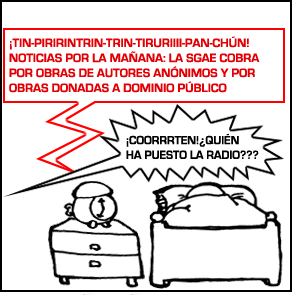 ¡TIN-PIRIRINTRIN-TRIN-TIRURIIII-PAN-CHÚN!
NOTICIAS POR LA MAÑANA: LA SGAE COBRA
POR OBRAS DE AUTORES ANÓNIMOS Y POR
OBRAS DONADAS A DOMINIO PÚBLICO
¡COORRRTEN!¿QUIÉN
HA PUESTO LA RADIO???